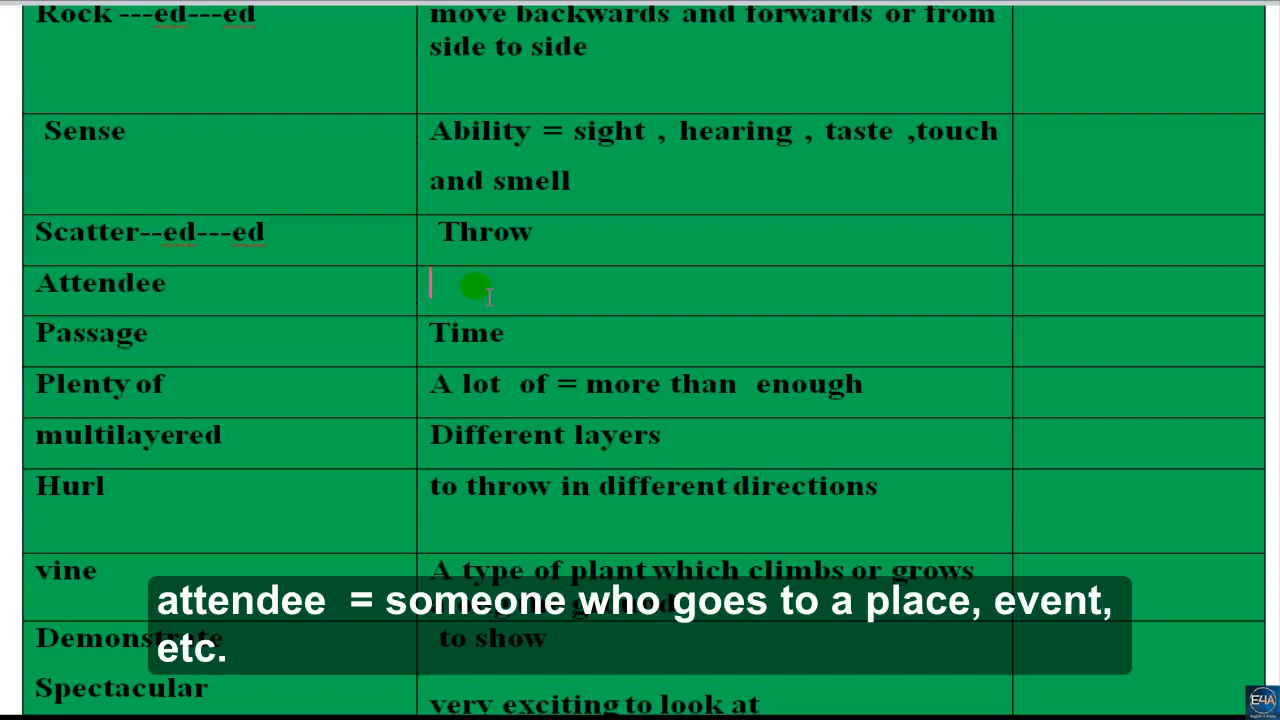 Rock ---ed---ed
move backwards and forwards or from
side to side
Sense
Ability = sight , hearing , taste ,touch
and smell
Scatter--ed---ed
Throw
Attendee
Passage
Time
Plenty of
A lot of = more than enough
multilayered
Different layers
Hurl
to throw in different directions
vine
A type of plant which climbs or grows
attendee = someone who goes to a place, event,
etc.
Demonstrate
to show
Spectacular
very exciting to look at
E4A